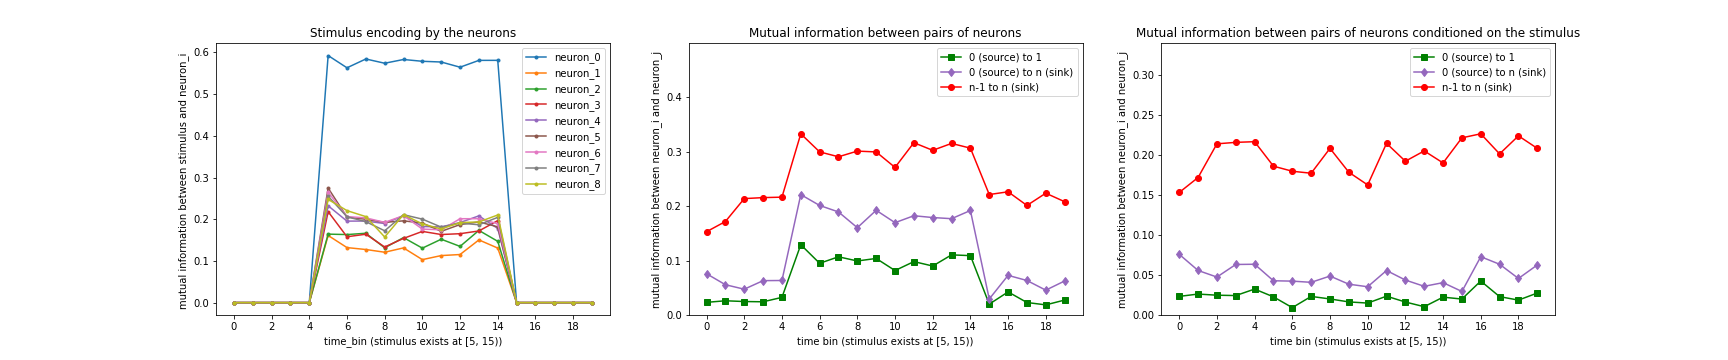 Stimulus encoding by the neurons
mutual information between stimulus and neuron_i
0.6
0.5
0.4
0.3
0.2
0.1
0.0
neuron_0
neuron_1
neuron_2
neuron_3
neuron_4
neuron_5
neuron_6
neuron_7
neuron_8
0 2 4 6 8 10 12 14 16 18
time_bin (stimulus exists at [5, 15))
Mutual information between pairs of neurons
mutual information between neuron_i and neuron_j
0.4
0.3
0.2
0.1
0.0
0 (source) to 1
0 (source) to n (sink)
n-1 to n (sink)
0 2 4 6 8 10 12 14 16 18
time bin (stimulus exists at [5, 15))
Mutual information between pairs of neurons conditioned on the stimulus
mutual information between neuron_i and neuron_j
0.30
0.25
0.20
0.15
0.10
0.05
0.00
0 (source) to 1
0 (source) to n (sink)
n-1 to n (sink)
0 2 4 6 8 10 12 14 16 18
time bin (stimulus exists at [5, 15))